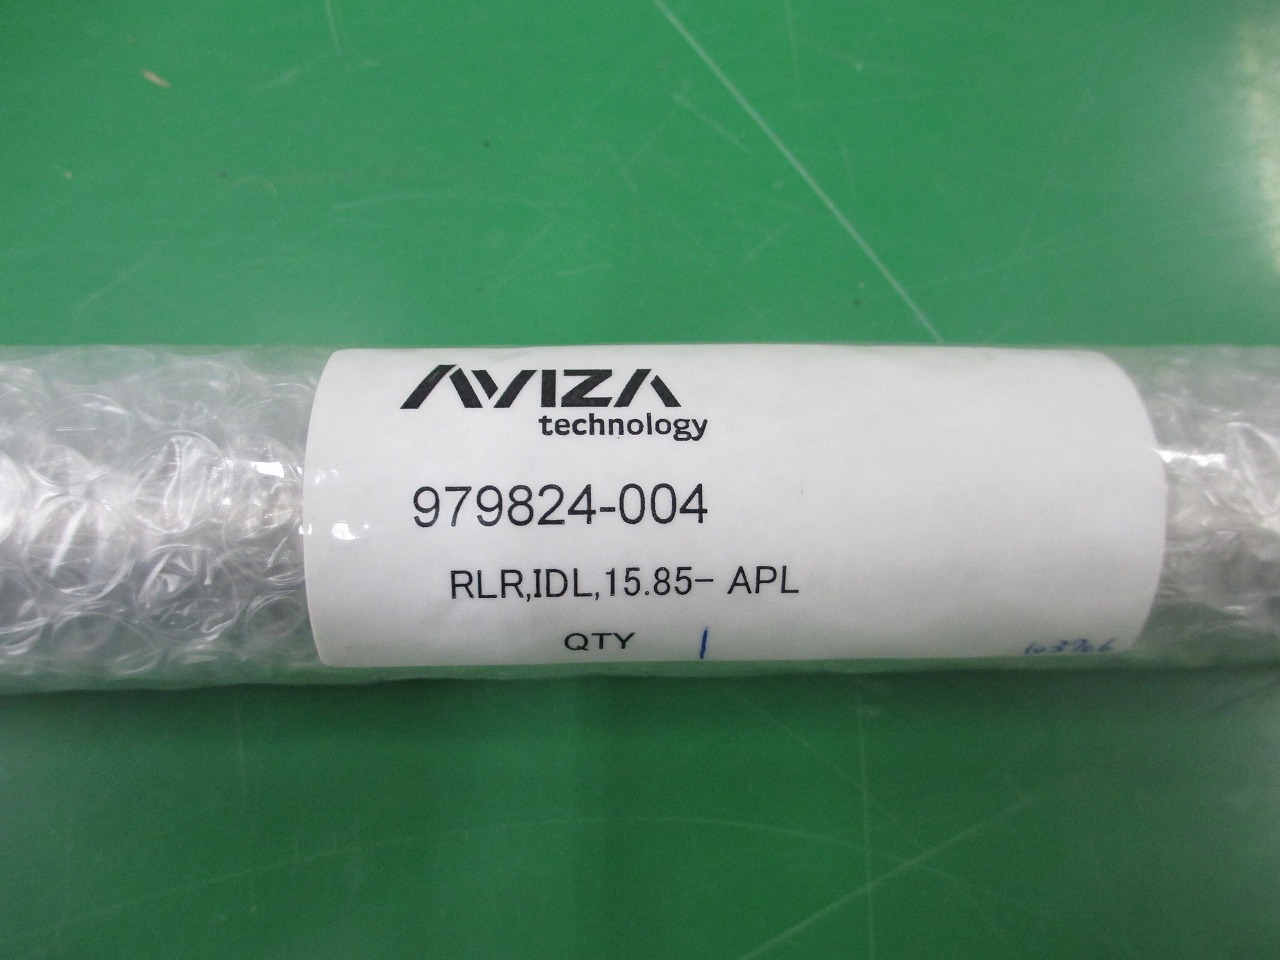 AVIZA
technology
979824-004
RLR,IDL,15.85- APL
QTY 1